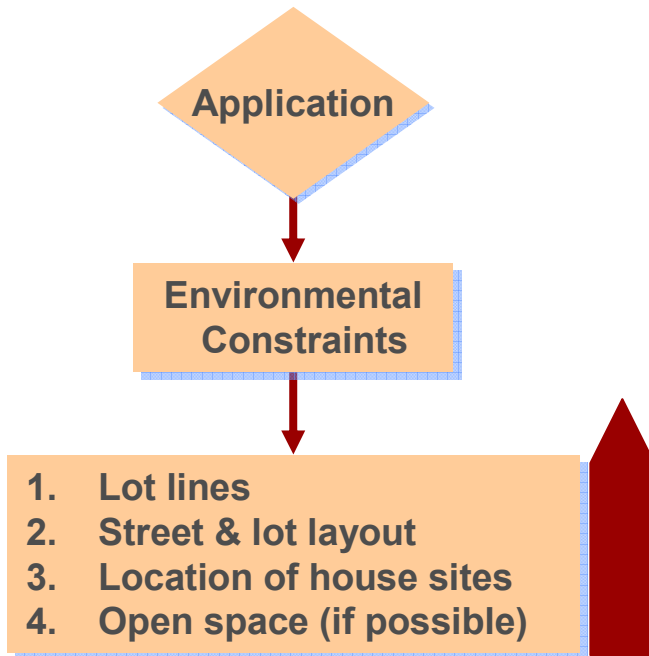 Application
Environmental
Constraints
1. Lot lines
2. Street & lot layout
3. Location of house sites
4. Open space (if possible)